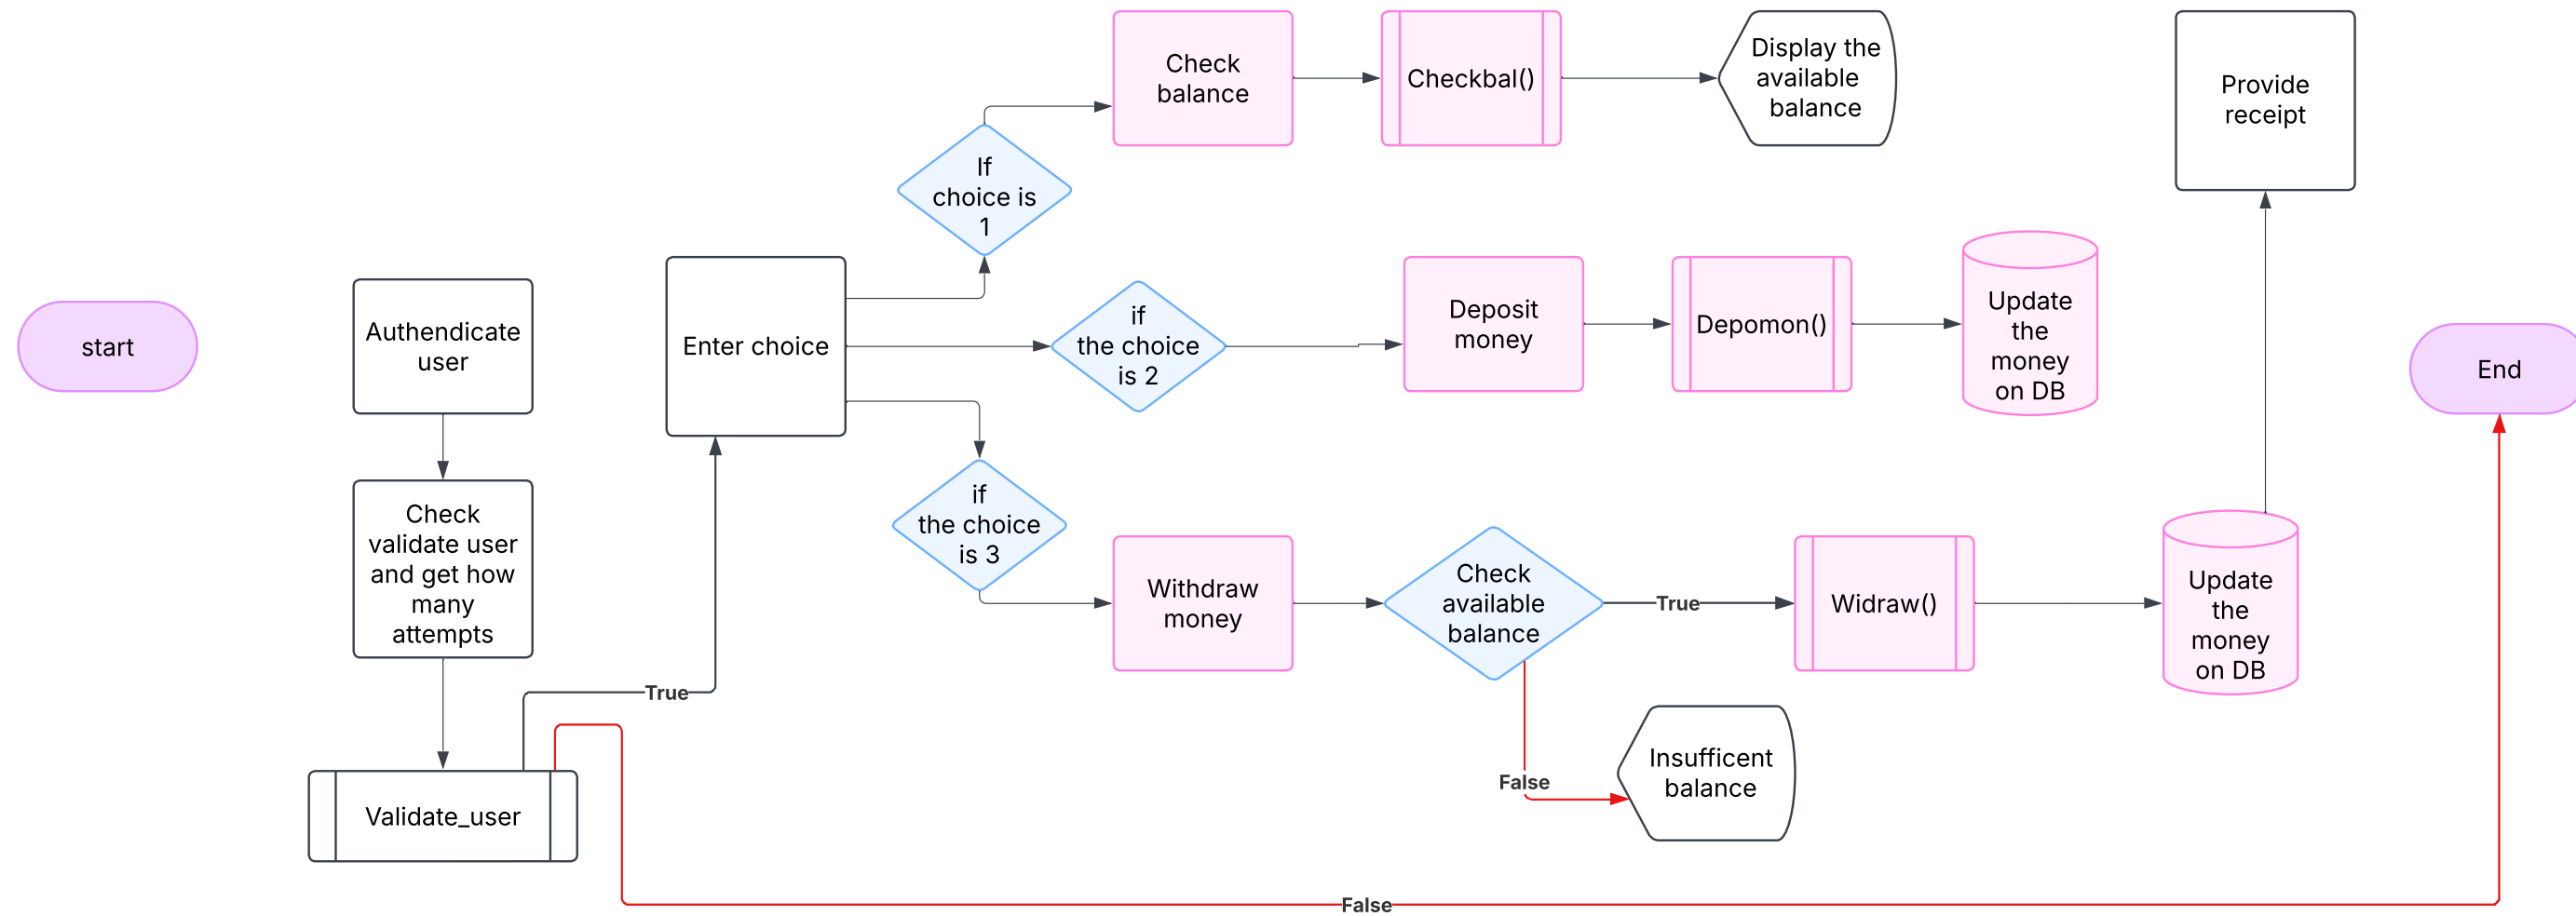 start
Authendicate
user
Check
validate user
and get how
many
attempts
Validate_user
True
False
Enter choice
If
choice is
1
Check
balance
Checkbal()
Display the
available
balance
if
the choice
is 2
Deposit
money
Depomon()
Update
the
money
on DB
if
the choice
is 3
Withdraw
money
Check
available
balance
True
Widraw()
Update
the
money
on DB
False
Insufficent
balance
Provide
receipt
End